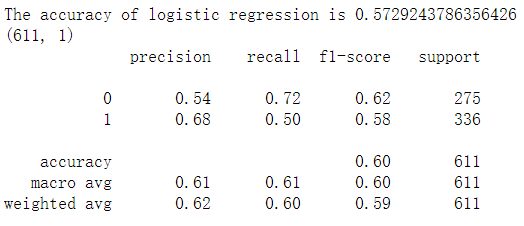 The accuracy of logistic regression is 0.5729243786356426
(611, 1)
precision recall f1-score support
0 0.54 0.72 0.62 275
1 0.68 0.50 0.58 336
accuracy 0.60 611
macro avg 0.61 0.61 0.60 611
weighted avg 0.62 0.60 0.59 611